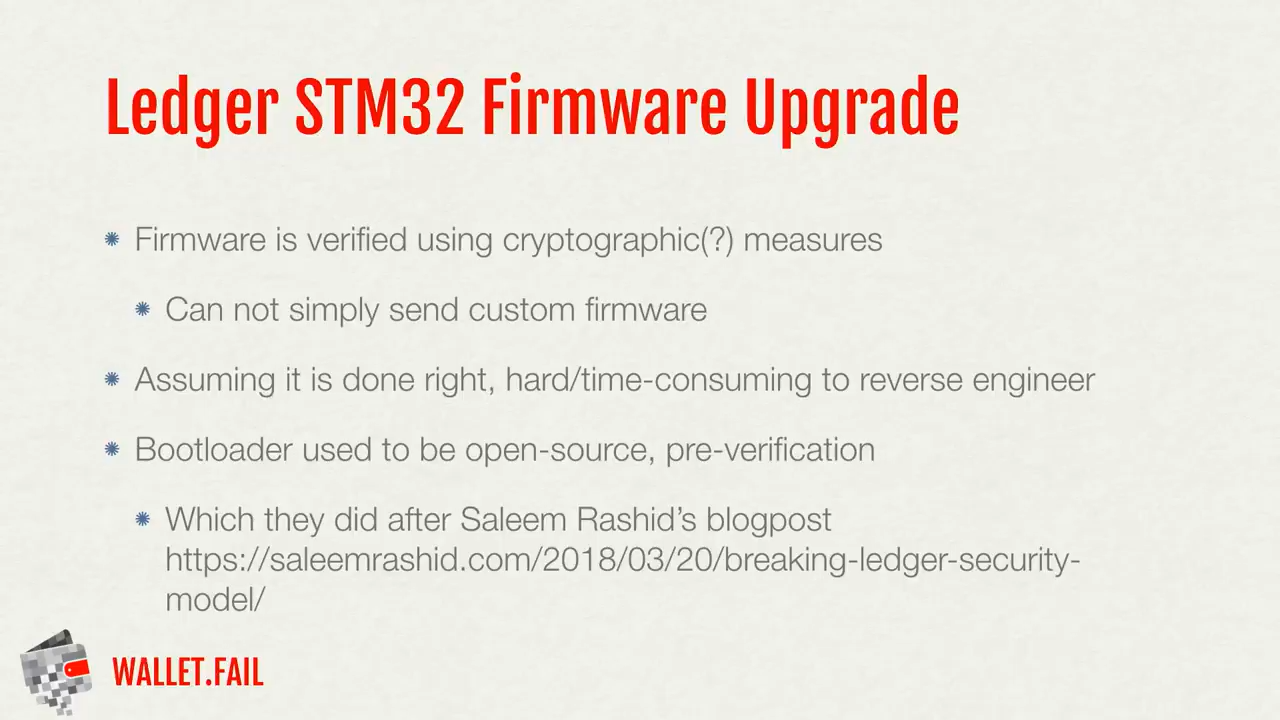 Ledger STM32 Firmware Upgrade
Firmware is verified using cryptographic(?) measures
Can not simply send custom firmware
Assuming it is done right, hard/time-consuming to reverse engineer
Bootloader used to be open-source, pre-verification
Which they did after Saleem Rashid’s blogpost
https://saleemrashid.com/2018/03/20/breaking-ledger-security-
model/
WALLET.FAIL